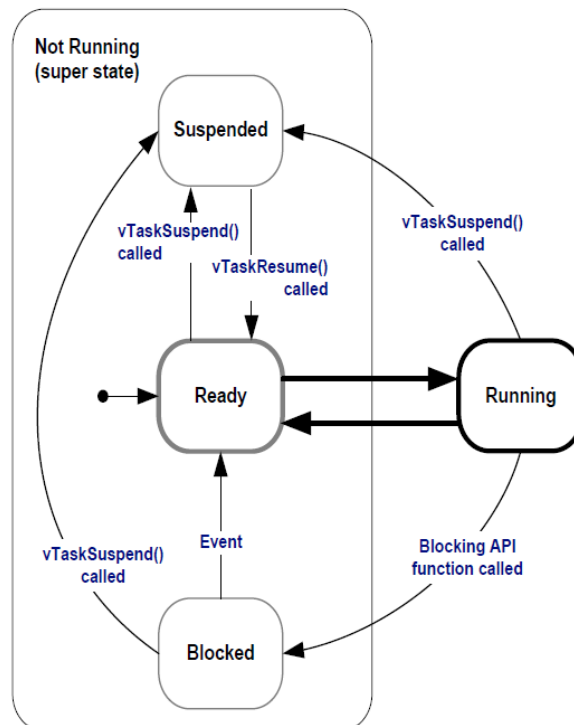 Not Running
(super state)
Suspended
vTaskSuspend()
called
vTaskResume()
called
vTaskSuspend()
called
Ready
Running
Event
vTaskSuspend()
called
Blocking API
function called
Blocked